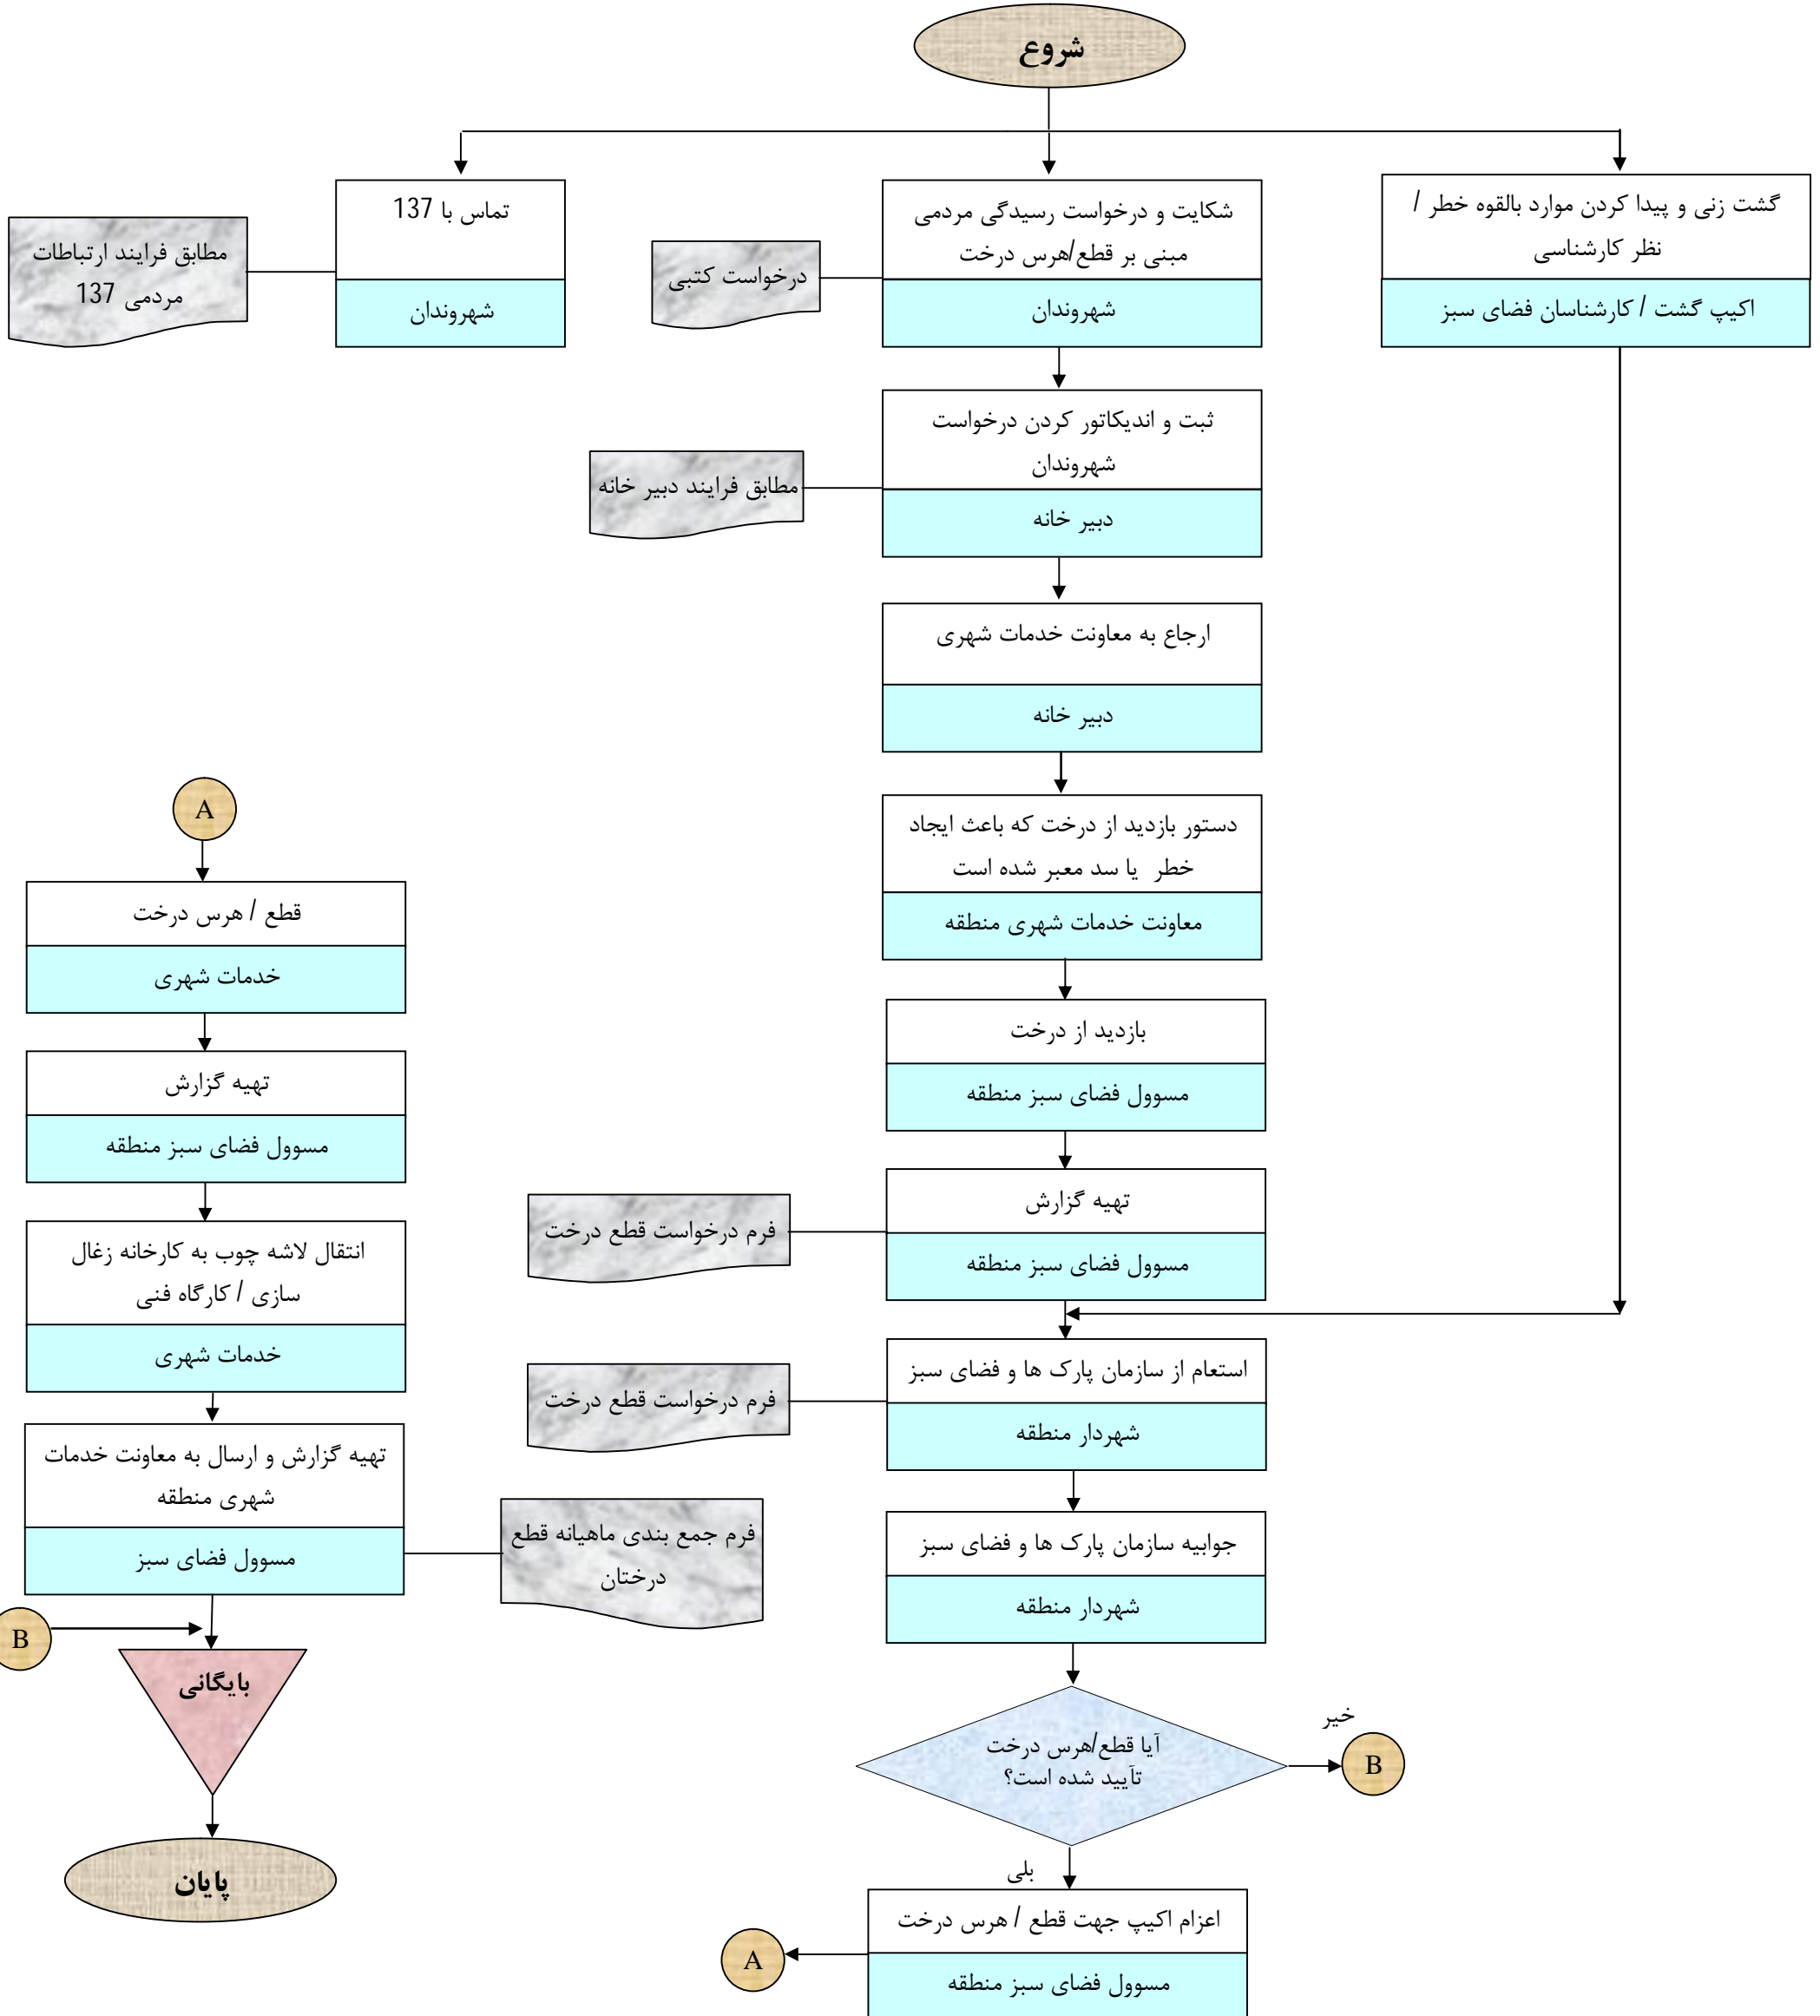 شروع
گشت زنی و پیدا کردن موارد بالقوه خطر /
نظر کارشناسی
اکیپ گشت / کارشناسان فضای سبز
شکایت و درخواست رسیدگی مردمی
مبنی بر قطع/هرس درخت
شهروندان
درخواست کتبی
تماس با 137
شهروندان
مطابق فرایند ارتباطات
مردمی 137
ثبت و اندیکاتور کردن درخواست
شهروندان
دبیر خانه
مطابق فرایند دبیر خانه
ارجاع به معاونت خدمات شهری
دبیر خانه
دستور بازدید از درخت که باعث ایجاد
خطر یا سد معبر شده است
معاونت خدمات شهری منطقه
بازدید از درخت
مسوول فضای سبز منطقه
تهیه گزارش
مسوول فضای سبز منطقه
فرم درخواست قطع درخت
استعام از سازمان پارک ها و فضای سبز
شهردار منطقه
فرم درخواست قطع درخت
جوابیه سازمان پارک ها و فضای سبز
شهردار منطقه
آیا قطع/هرس درخت
تآیید شده است؟
خیر
B
بلی
اعزام اکیپ جهت قطع / هرس درخت
مسوول فضای سبز منطقه
A
A
قطع / هرس درخت
خدمات شهری
تهیه گزارش
مسوول فضای سبز منطقه
انتقال لاشه چوب به کارخانه زغال
سازی / کارگاه فنی
خدمات شهری
تهیه گزارش و ارسال به معاونت خدمات
شهری منطقه
مسوول فضای سبز
فرم جمع بندی ماهیانه قطع
درختان
B
بایگانی
پایان